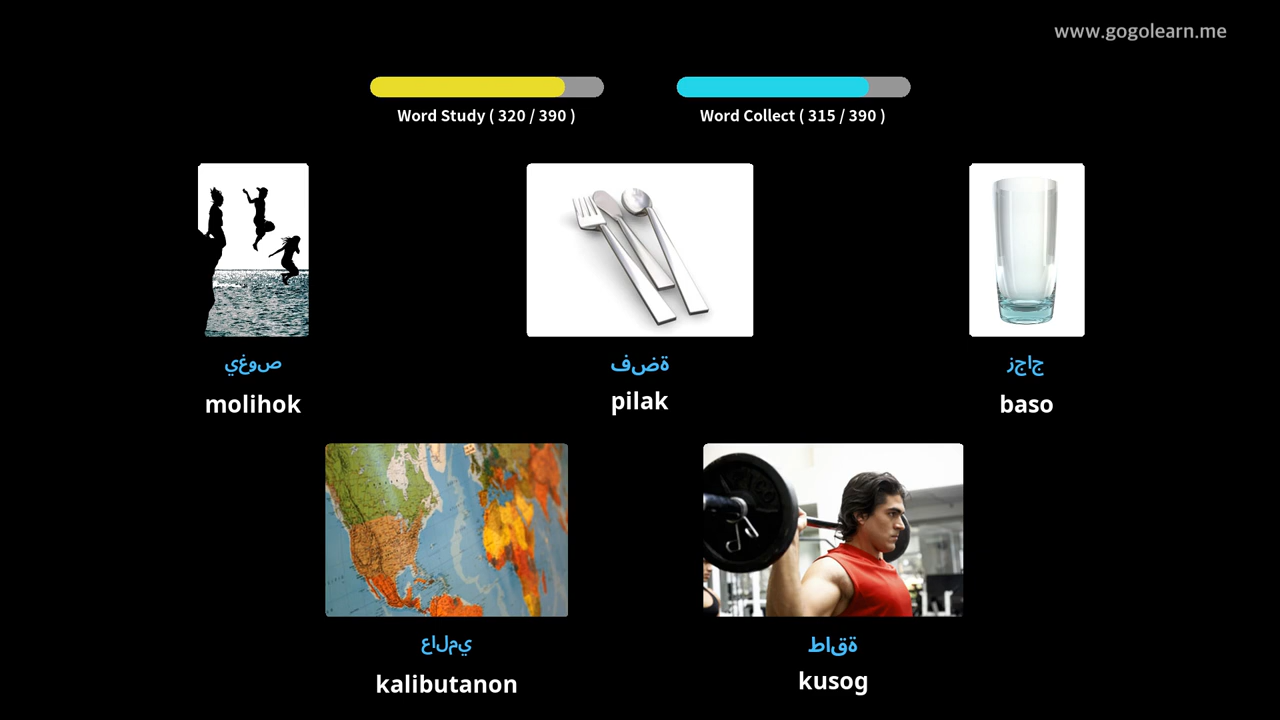 www.gogolearn.me
Word Study ( 320 / 390 )
Word Collect ( 315 / 390 )
يغوص
فضة
زجاج
molihok
pilak
baso
عالمي
طاقة
kalibutanon
kusog